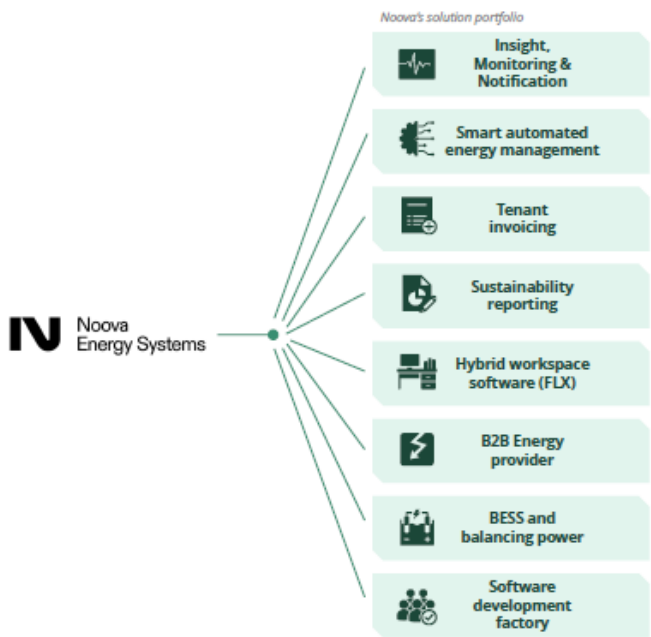 Noova's solution portfolio
Insight,
Monitoring &
Notification
Smart automated
energy management
Tenant
invoicing
Sustainability
reporting
Noova
Energy Systems
Hybrid workspace
software (FLX)
B2B Energy
provider
BESS and
balancing power
Software
development
factory